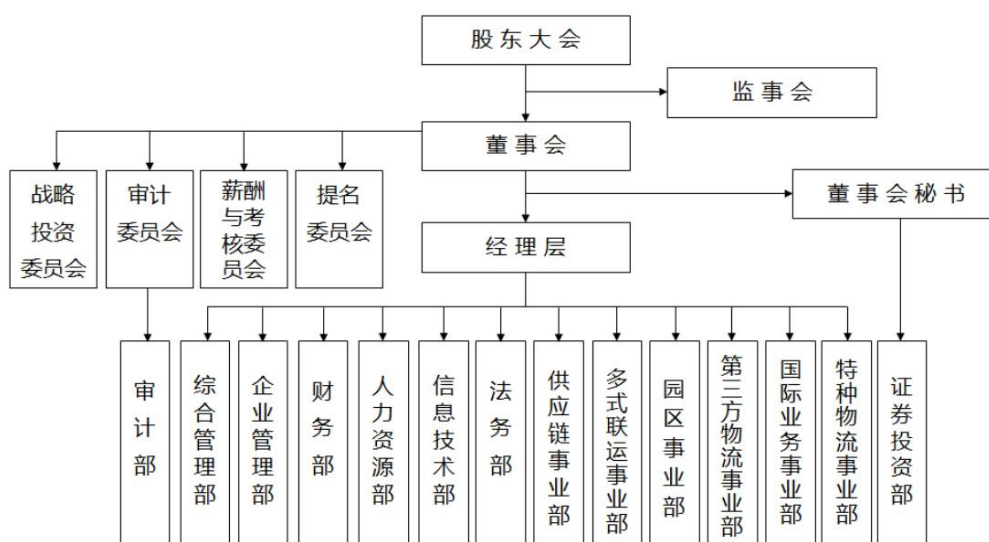 股东大会
监事会
董事会
战略
投资
委员会
审计
委员会
薪酬
与考
核委
员会
提名
委员会
董事会秘书
经理层
审计部
综合管理部
企业管理部
财务部
人力资源部
信息技术部
法务部
供应链事业部
多式联运事业部
园区事业部
第三方物流事业部
国际业务事业部
特种物流事业部
证券投资部